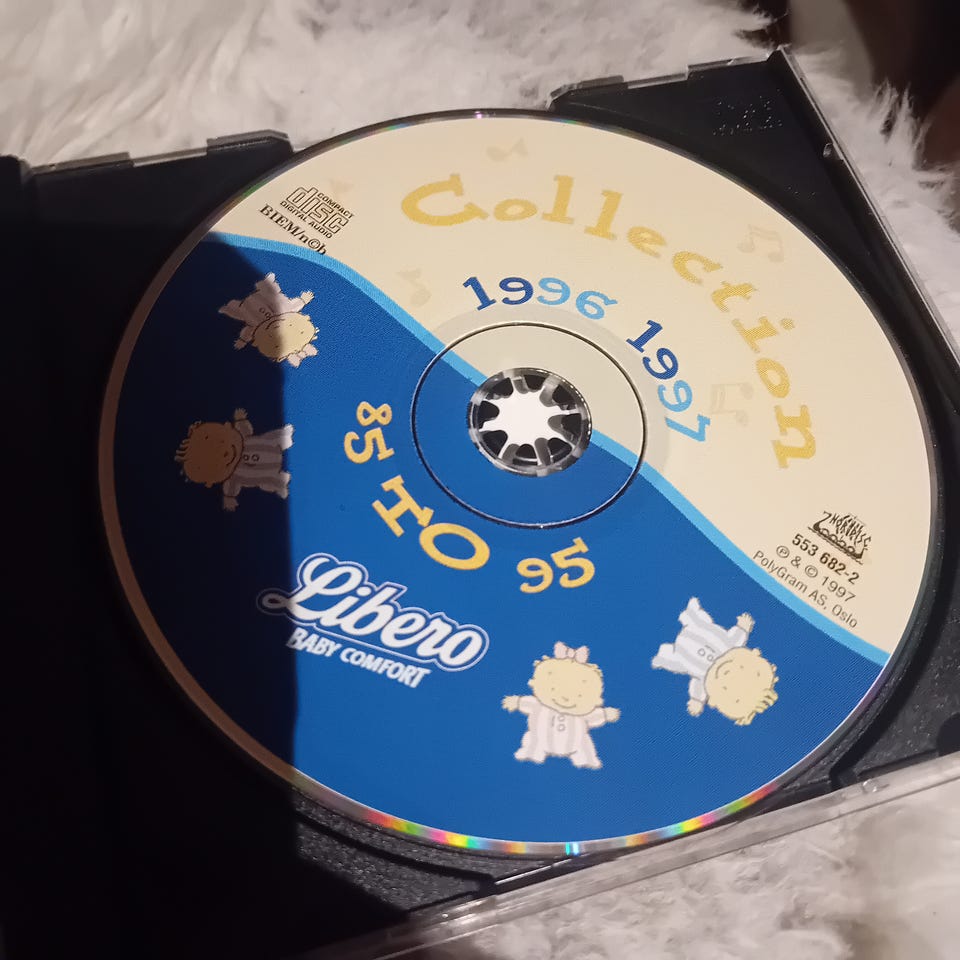 Collection
COMPACT
disc
DIGITAL AUDIO
BIEM/n©b
1996 1997
85 TO 95
553 682-2
℗ & © 1997
PolyGram AS, Oslo
Libero
BABY COMFORT